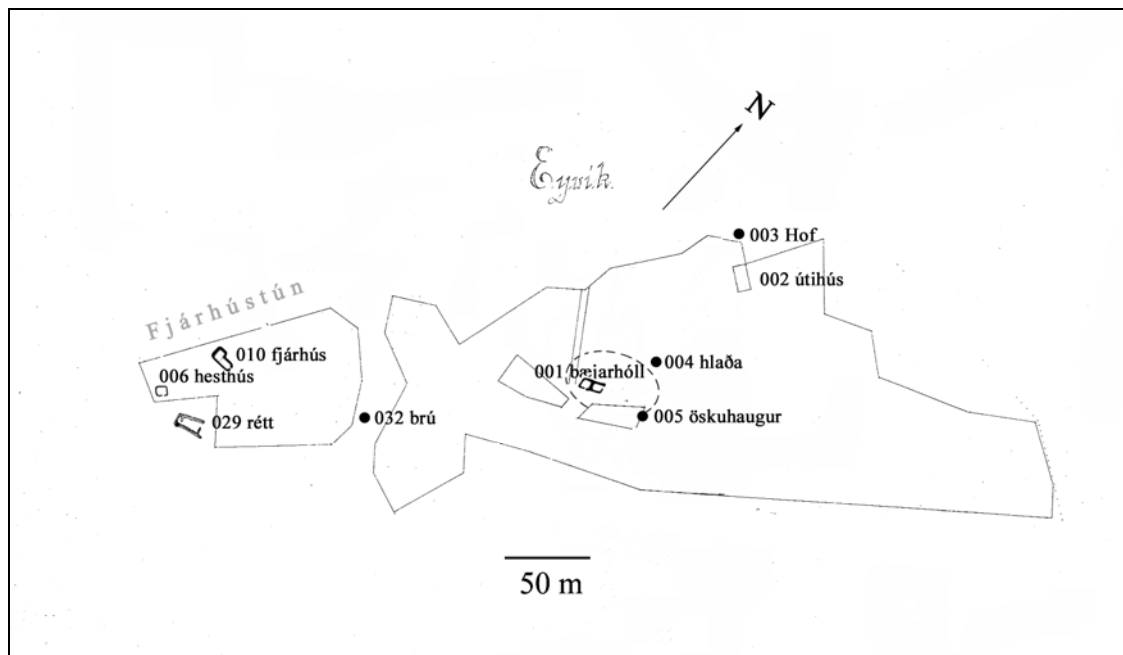 N
Eyvík.
003 Hof
002 útihús
Fjárhústún
010 fjárhús
004 hlaða
001 bæjarhóll
006 hesthús
005 öskuhaugur
029 rétt
032 brú
50 m